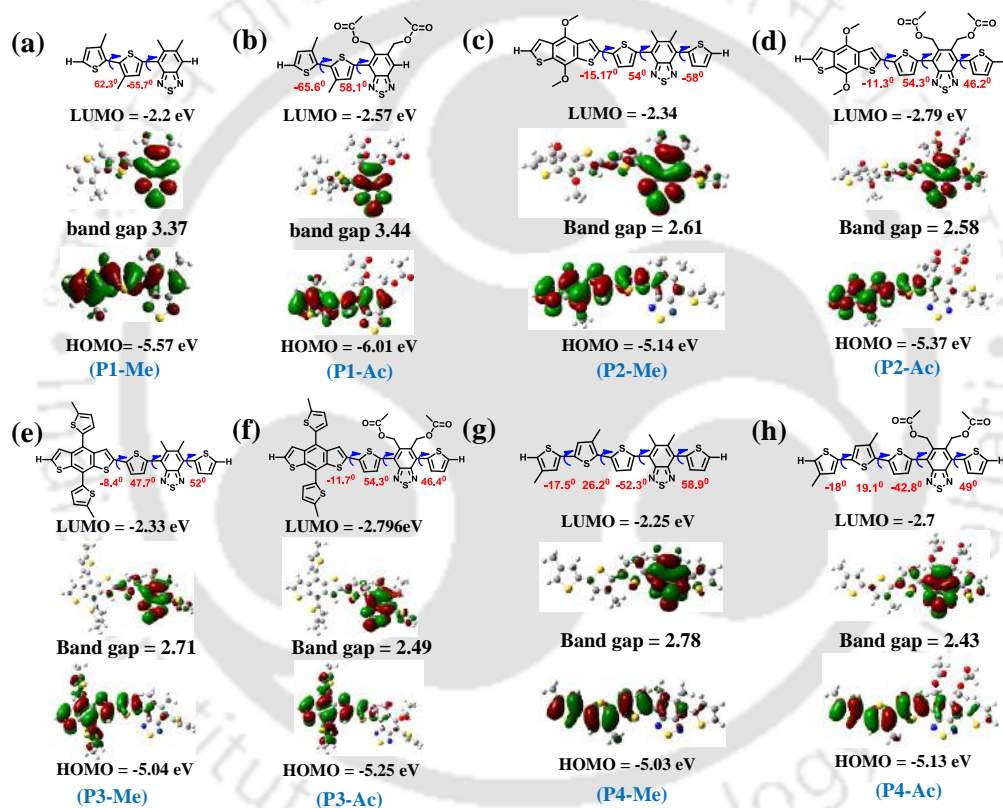 (a)
H
S
S
N
N
S
H
62.3⁰ -55.7⁰
LUMO = -2.2 eV
band gap 3.37
HOMO= -5.57 eV
(P1-Me)
(b)
O=C O O C=O
H
S
S
N
N
S
H
-65.6⁰ 58.1⁰
LUMO = -2.57 eV
band gap 3.44
HOMO = -6.01 eV
(P1-Ac)
(c)
O
H
S
S
O
S
N
N
S
S
H
-15.17⁰ 54⁰ -58⁰
LUMO = -2.34
Band gap = 2.61
HOMO = -5.14 eV
(P2-Me)
(d)
O=C O O C=O
O
H
S
S
O
S
N
N
S
S
H
-11.3⁰ 54.3⁰ 46.2⁰
LUMO = -2.79 eV
Band gap = 2.58
HOMO = -5.37 eV
(P2-Ac)
(e)
S
H
S
S
S
S
N
N
S
S
H
-8.4⁰ 47.7⁰ 52⁰
LUMO = -2.33 eV
Band gap = 2.71
HOMO = -5.04 eV
(P3-Me)
(f)
O=C O O C=O
S
H
S
S
S
S
N
N
S
S
H
-11.7⁰ 54.3⁰ 46.4⁰
LUMO = -2.796eV
Band gap = 2.49
HOMO = -5.25 eV
(P3-Ac)
(g)
H
S
S
S
N
N
S
S
H
-17.5⁰ 26.2⁰ -52.3⁰ 58.9⁰
LUMO = -2.25 eV
Band gap = 2.78
HOMO = -5.03 eV
(P4-Me)
(h)
O=C O O C=O
H
S
S
S
N
N
S
S
H
-18⁰ 19.1⁰ -42.8⁰ 49⁰
LUMO = -2.7
Band gap = 2.43
HOMO = -5.13 eV
(P4-Ac)